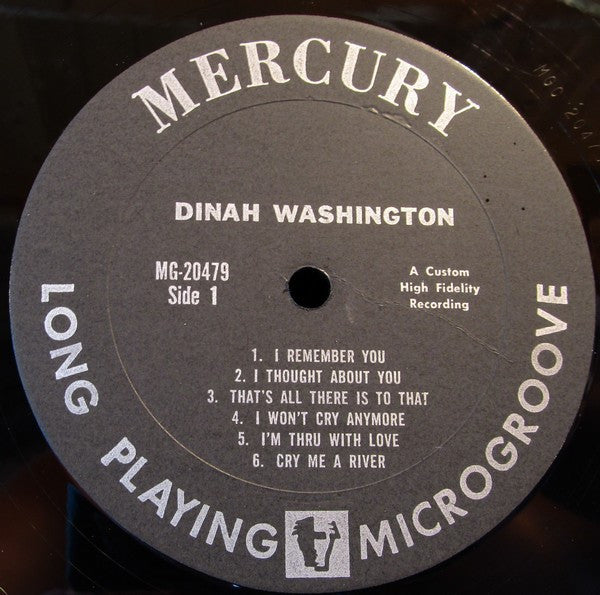 MERCURY
DINAH WASHINGTON
MG-20479
Side 1
A Custom
High Fidelity
Recording
1. I REMEMBER YOU
2. I THOUGHT ABOUT YOU
3. THAT'S ALL THERE IS TO THAT
4. I WON'T CRY ANYMORE
5. I'M THRU WITH LOVE
6. CRY ME A RIVER
LONG PLAYING MICROGROOVE